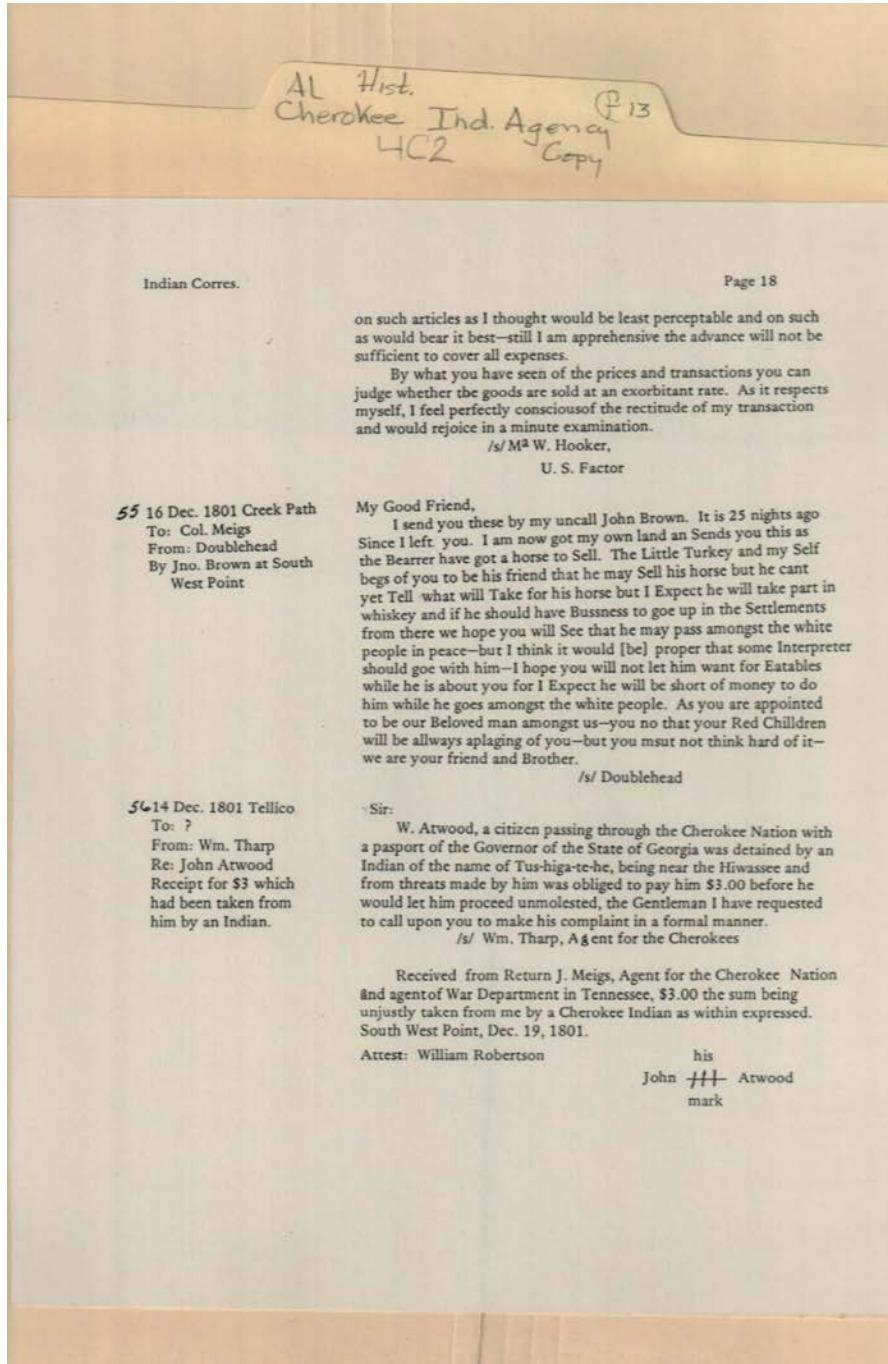 AL Hist.
Cherokee Ind. Agency F 13
4C2 Copy
Indian Corres.
Page 18
on such articles as I thought would be least perceptable and on such
as would bear it best—still I am apprehensive the advance will not be
sufficient to cover all expenses.
By what you have seen of the prices and transactions you can
judge whether the goods are sold at an exorbitant rate. As it respects
myself, I feel perfectly consciousof the rectitude of my transaction
and would rejoice in a minute examination.
/s/ Ma W. Hooker,
U. S. Factor
55 16 Dec. 1801 Creek Path
To: Col. Meigs
From: Doublehead
By Jno. Brown at South
West Point
My Good Friend,
I send you these by my uncall John Brown. It is 25 nights ago
Since I left you. I am now got my own land an Sends you this as
the Bearrer have got a horse to Sell. The Little Turkey and my Self
begs of you to be his friend that he may Sell his horse but he cant
yet Tell what will Take for his horse but I Expect he will take part in
whiskey and if he should have Bussness to goe up in the Settlements
from there we hope you will See that he may pass amongst the white
people in peace—but I think it would [be] proper that some Interpreter
should goe with him—I hope you will not let him want for Eatables
while he is about you for I Expect he will be short of money to do
him while he goes amongst the white people. As you are appointed
to be our Beloved man amongst us—you no that your Red Chilldren
will be allways aplaging of you—but you msut not think hard of it—
we are your friend and Brother.
/s/ Doublehead
56 14 Dec. 1801 Tellico
To: ?
From: Wm. Tharp
Re: John Atwood
Receipt for $3 which
had been taken from
him by an Indian.
Sir:
W. Atwood, a citizen passing through the Cherokee Nation with
a pasport of the Governor of the State of Georgia was detained by an
Indian of the name of Tus-higa-te-he, being near the Hiwassee and
from threats made by him was obliged to pay him $3.00 before he
would let him proceed unmolested, the Gentleman I have requested
to call upon you to make his complaint in a formal manner.
/s/ Wm. Tharp, Agent for the Cherokees
Received from Return J. Meigs, Agent for the Cherokee Nation
and agentof War Department in Tennessee, $3.00 the sum being
unjustly taken from me by a Cherokee Indian as within expressed.
South West Point, Dec. 19, 1801.
Attest: William Robertson
his
John Atwood
mark